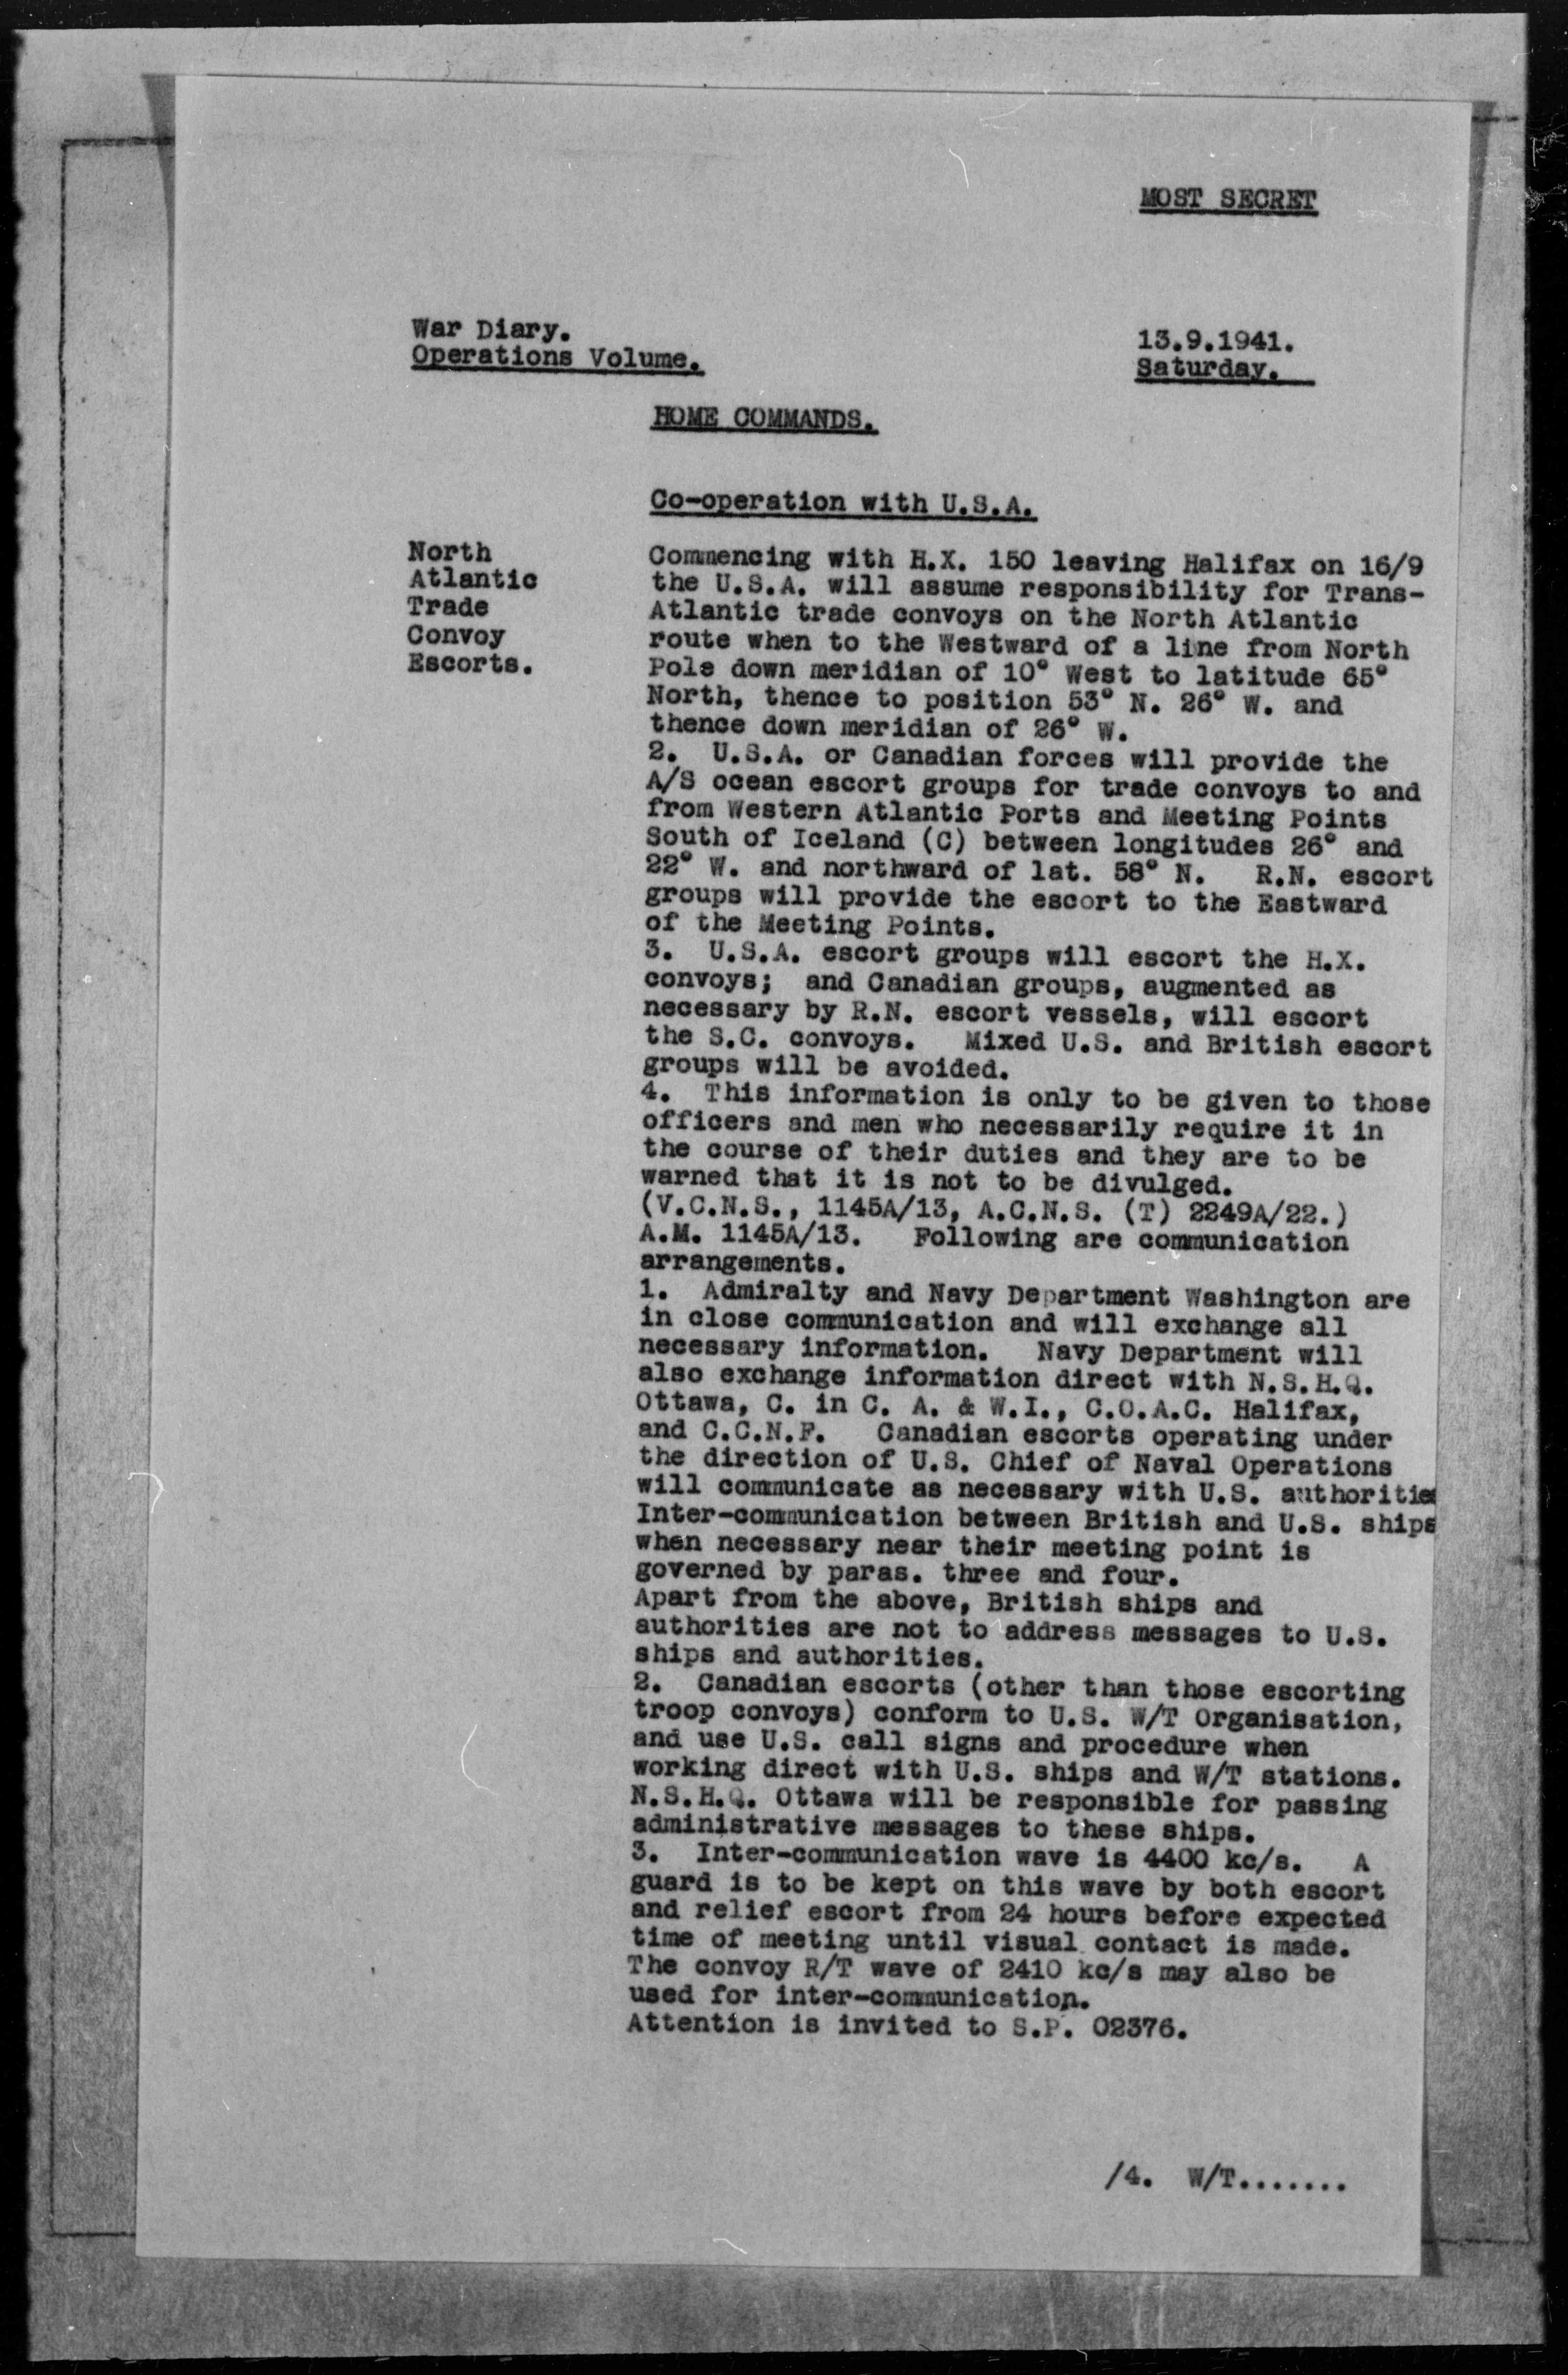 MOST SECRET
War Diary.
Operations Volume.
13.9.1941.
Saturday.
HOME COMMANDS.
Co-operation with U.S.A.
North
Atlantic
Trade
Convoy
Escorts.
Commencing with H.X. 150 leaving Halifax on 16/9
the U.S.A. will assume responsibility for Trans-
Atlantic trade convoys on the North Atlantic
route when to the Westward of a line from North
Pole down meridian of 10° West to latitude 65°
North, thence to position 53° N. 26° W. and
thence down meridian of 26° W.
2. U.S.A. or Canadian forces will provide the
A/S ocean escort groups for trade convoys to and
from Western Atlantic Ports and Meeting Points
South of Iceland (C) between longitudes 26° and
22° W. and northward of lat. 58° N. R.N. escort
groups will provide the escort to the Eastward
of the Meeting Points.
3. U.S.A. escort groups will escort the H.X.
convoys; and Canadian groups, augmented as
necessary by R.N. escort vessels, will escort
the S.C. convoys. Mixed U.S. and British escort
groups will be avoided.
4. This information is only to be given to those
officers and men who necessarily require it in
the course of their duties and they are to be
warned that it is not to be divulged.
(V.C.N.S., 1145A/13, A.C.N.S. (T) 2249A/22.)
A.M. 1145A/13. Following are communication
arrangements.
1. Admiralty and Navy Department Washington are
in close communication and will exchange all
necessary information. Navy Department will
also exchange information direct with N.S.H.Q.
Ottawa, C. in C. A. & W.I., C.O.A.C. Halifax,
and C.C.N.F. Canadian escorts operating under
the direction of U.S. Chief of Naval Operations
will communicate as necessary with U.S. authorities
Inter-communication between British and U.S. ships
when necessary near their meeting point is
governed by paras. three and four.
Apart from the above, British ships and
authorities are not to address messages to U.S.
ships and authorities.
2. Canadian escorts (other than those escorting
troop convoys) conform to U.S. W/T Organisation,
and use U.S. call signs and procedure when
working direct with U.S. ships and W/T stations.
N.S.H.Q. Ottawa will be responsible for passing
administrative messages to these ships.
3. Inter-communication wave is 4400 kc/s. A
guard is to be kept on this wave by both escort
and relief escort from 24 hours before expected
time of meeting until visual contact is made.
The convoy R/T wave of 2410 kc/s may also be
used for inter-communication.
Attention is invited to S.P. 02376.
/4. W/T........